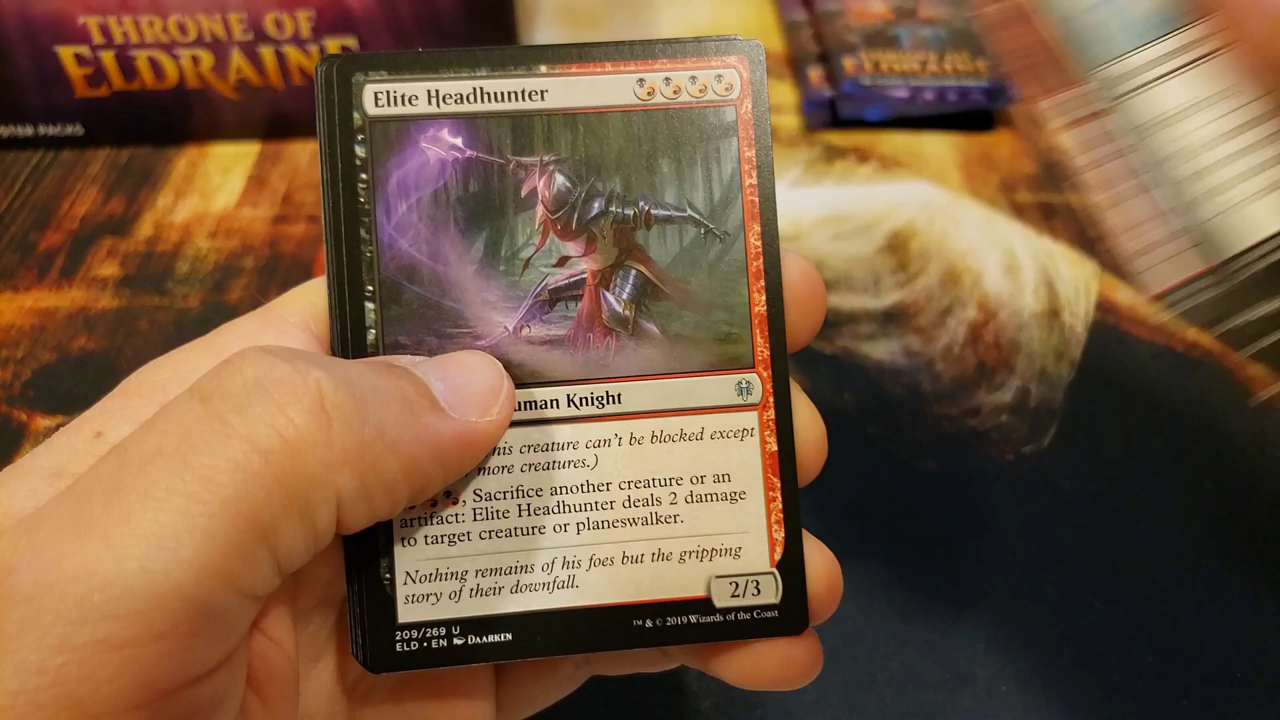 THRONE OF
ELDRAINE
PACKS
Elite Headhunter
Knight
creature can't be blocked except
more creatures.)
, Sacrifice another creature or an
artifact: Elite Headhunter deals 2 damage
to target creature or planeswalker.
Nothing remains of his foes but the gripping
story of their downfall.
2/3
209/269 U
ELD • EN DAARKEN
™ & © 2019 Wizards of the Coast